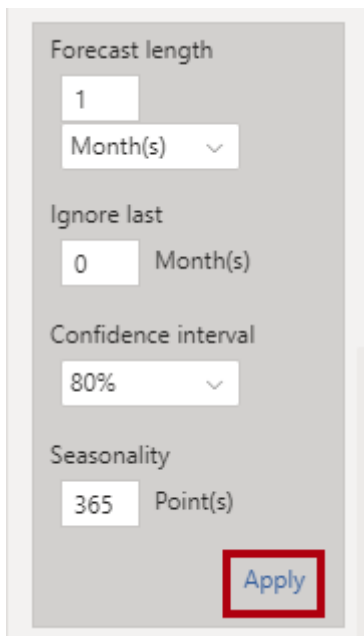 Forecast length
1
Month(s)
Ignore last
0 Month(s)
Confidence interval
80%
Seasonality
365 Point(s)
Apply